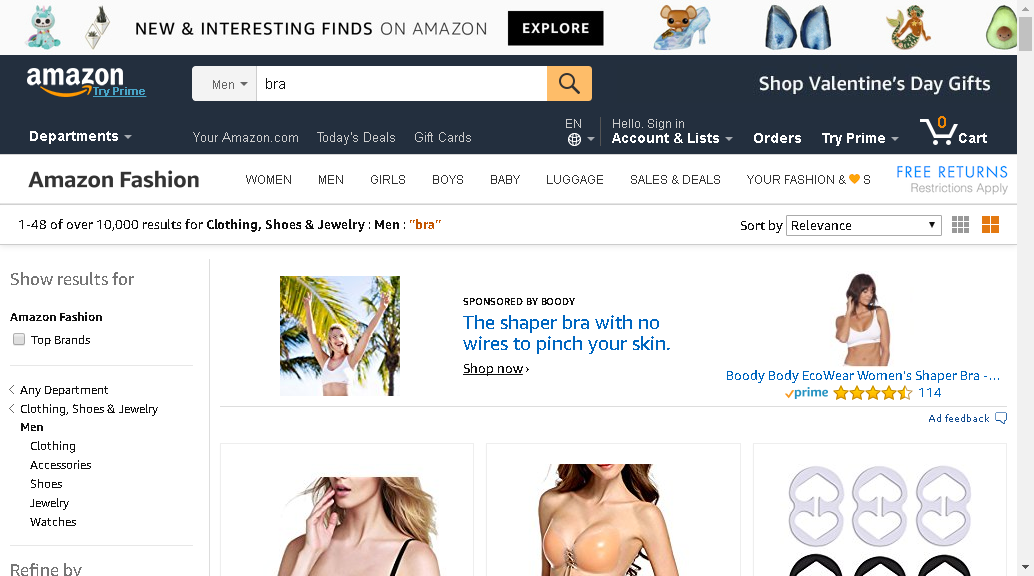 NEW & INTERESTING FINDS ON AMAZON
EXPLORE
amazon
Try Prime
Men
bra
Shop Valentine's Day Gifts
Departments
Your Amazon.com
Today's Deals
Gift Cards
EN
Hello. Sign in
Account & Lists
Orders
Try Prime
0
Cart
Amazon Fashion
WOMEN
MEN
GIRLS
BOYS
BABY
LUGGAGE
SALES & DEALS
YOUR FASHION & 🧡 S
FREE RETURNS
Restrictions Apply
1-48 of over 10,000 results for Clothing, Shoes & Jewelry : Men : "bra"
Sort by
Relevance
Show results for
Amazon Fashion
Top Brands
Any Department
Clothing, Shoes & Jewelry
Men
Clothing
Accessories
Shoes
Jewelry
Watches
Refine by
SPONSORED BY BOODY
The shaper bra with no
wires to pinch your skin.
Shop now ›
Boody Body EcoWear Women's Shaper Bra -...
prime
114
Ad feedback